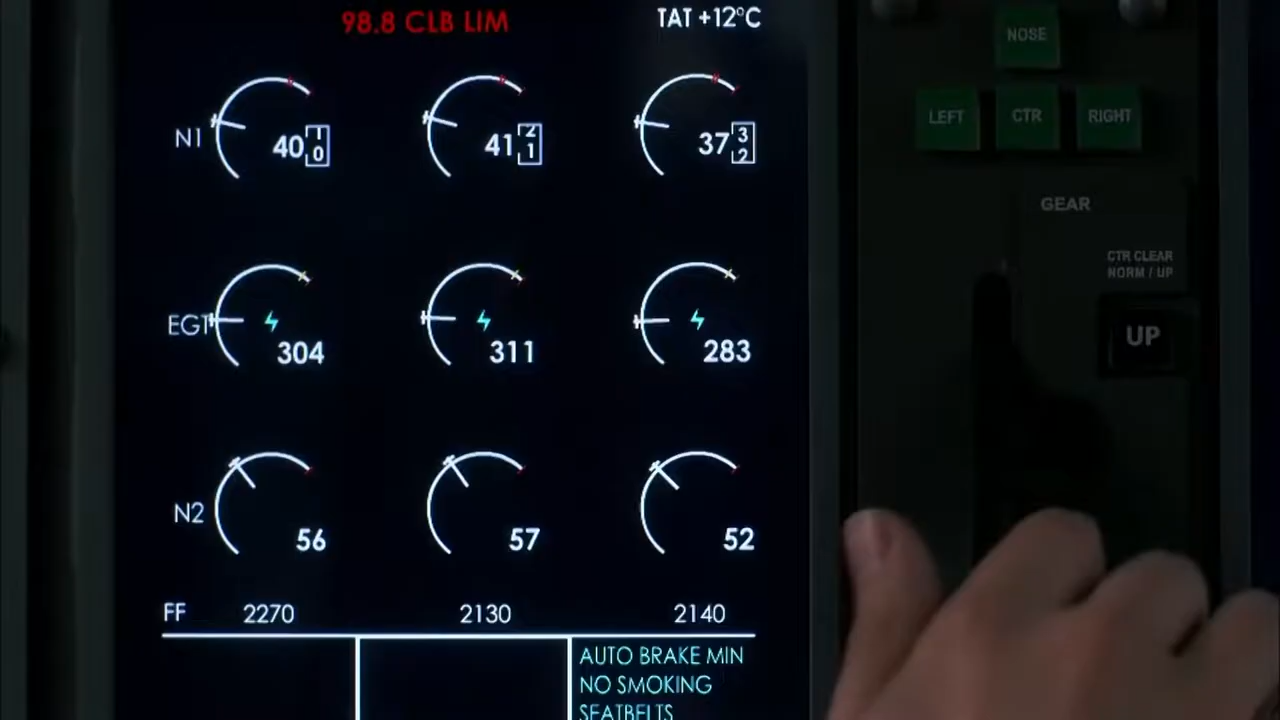 98.8 CLB LIM
TAT +12°C
NOSE
LEFT CTR RIGHT
N1 40 1 0 41 2 1 37 3 2
GEAR
CTR CLEAR
NORM / UP
UP
EGT 304 311 283
N2 56 57 52
FF 2270 2130 2140
AUTO BRAKE MIN
NO SMOKING
SEATBELTS